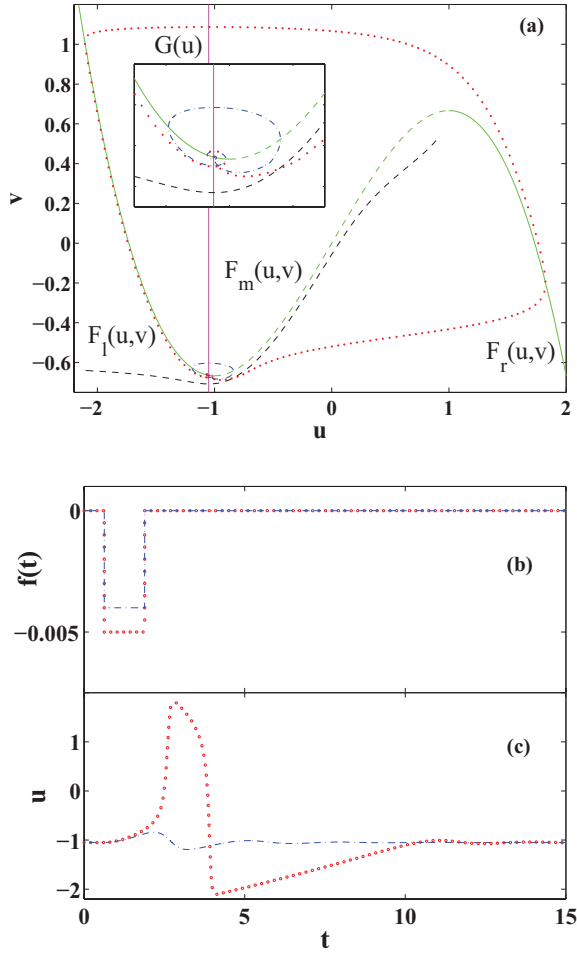 (a)
G(u)
1
0.8
0.6
0.4
0.2
0
−0.2
−0.4
−0.6
v
F_m(u,v)
F_l(u,v)
F_r(u,v)
−2 −1 0 1 2
u
0
−0.005
f(t)
(b)
1
0
−1
−2
u
(c)
0 5 10 15
t